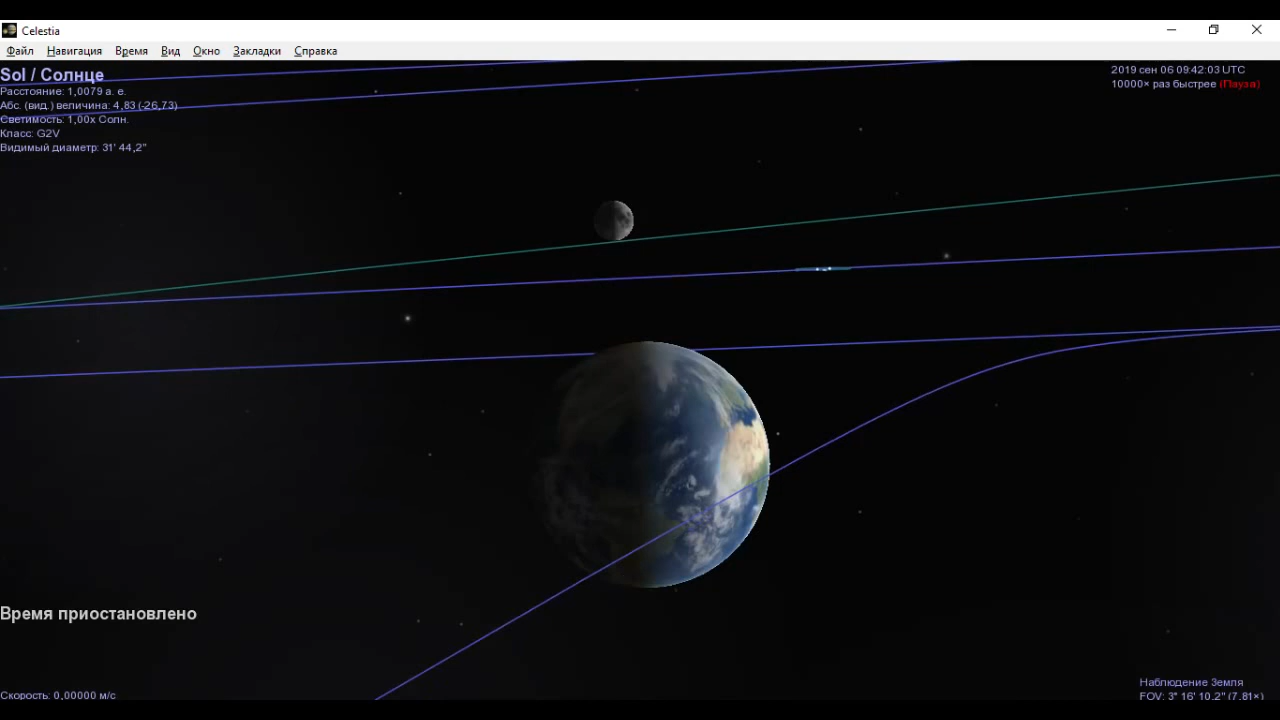 Celestia
Файл Навигация Время Вид Окно Закладки Справка
Sol / Солнце
Расстояние: 1,0079 а. е.
Абс. (вид.) величина: 4,83 (-26,73)
Светимость: 1,00x Солн.
Класс: G2V
Видимый диаметр: 31' 44,2"
2019 сен 06 09:42:03 UTC
10000× раз быстрее (Пауза)
Время приостановлено
Скорость: 0,00000 м/с
Наблюдение Земля
FOV: 3° 16' 10.2" (7.81×)